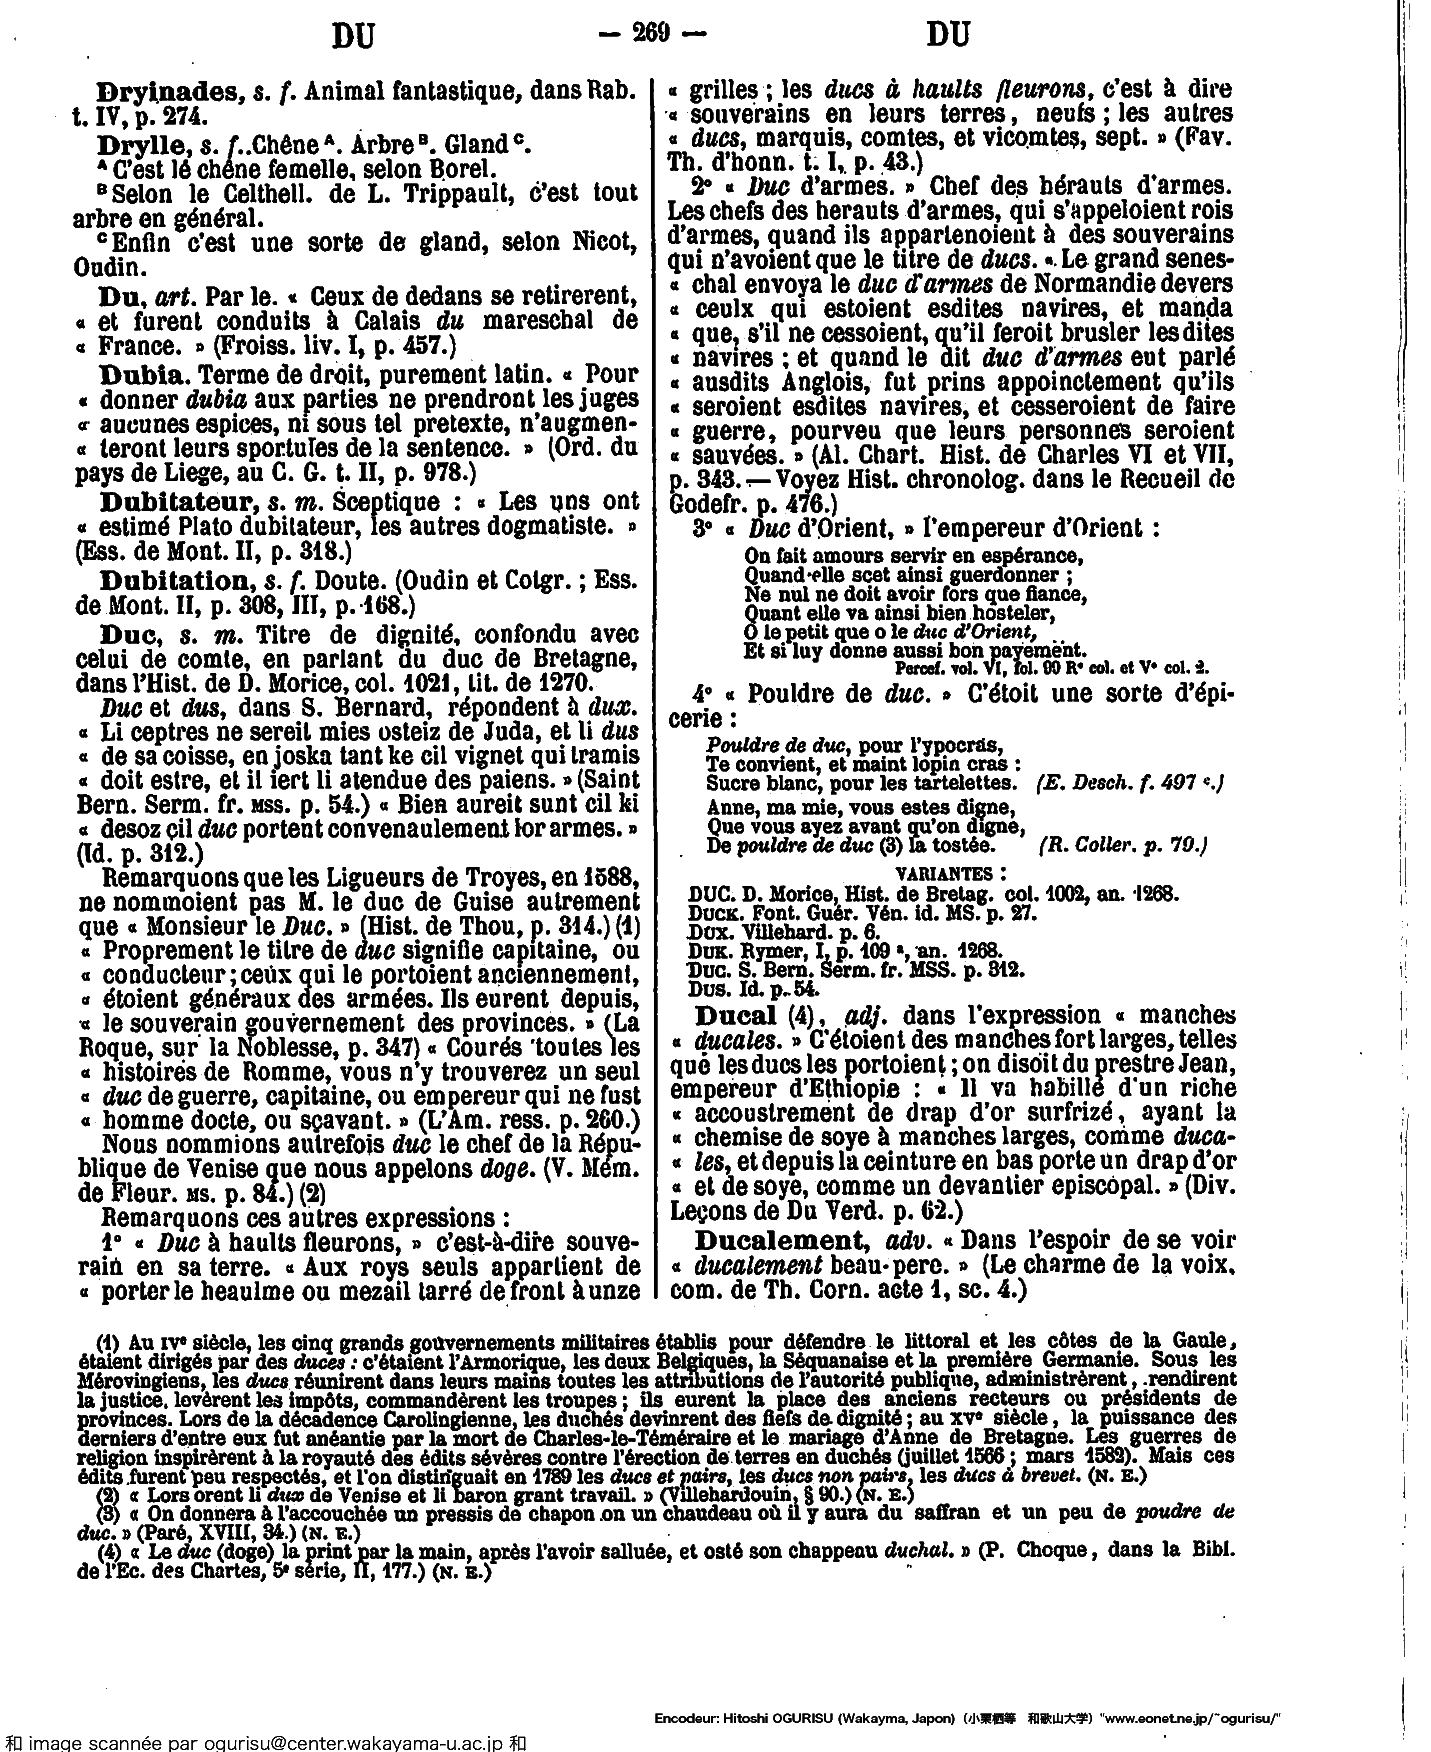 DU — 269 — DU
Dryinades, s. f. Animal fantastique, dans Rab.
t. IV, p. 274.
Drylle, s. f. Chêne A. Arbre B. Gland C.
A C'est le chêne femelle, selon Borel.
B Selon le Celthell. de L. Trippault, c'est tout
arbre en général.
C Enfin c'est une sorte de gland, selon Nicot,
Oudin.
Du, art. Par le. « Ceux de dedans se retirerent,
« et furent conduits à Calais du mareschal de
« France. » (Froiss. liv. I, p. 457.)
Dubia. Terme de droit, purement latin. « Pour
« donner dubia aux parties ne prendront les juges
« aucunes espices, ni sous tel pretexte, n'augmen-
« teront leurs sportules de la sentence. » (Ord. du
pays de Liege, au C. G. t. II, p. 978.)
Dubitateur, s. m. Sceptique : « Les uns ont
« estimé Plato dubitateur, les autres dogmatiste. »
(Ess. de Mont. II, p. 318.)
Dubitation, s. f. Doute. (Oudin et Cotgr. ; Ess.
de Mont. II, p. 308, III, p. 168.)
Duc, s. m. Titre de dignité, confondu avec
celui de comte, en parlant du duc de Bretagne,
dans l'Hist. de D. Morice, col. 1021, tit. de 1270.
Duc et dus, dans S. Bernard, répondent à dux.
« Li ceptres ne sereit mies osteiz de Juda, et li dus
« de sa coisse, en joska tant ke cil vignet qui tramis
« doit estre, et il iert li atendue des paiens. » (Saint
Bern. Serm. fr. MSS. p. 54.) « Bien aureit sunt cil ki
« desoz cil duc portent convenaulement lor armes. »
(Id. p. 312.)
Remarquons que les Ligueurs de Troyes, en 1588,
ne nommoient pas M. le duc de Guise autrement
que « Monsieur le Duc. » (Hist. de Thou, p. 314.) (1)
« Proprement le titre de duc signifie capitaine, ou
« conducteur ; ceux qui le portoient anciennement,
« étoient généraux des armées. Ils eurent depuis,
« le souverain gouvernement des provinces. » (La
Roque, sur la Noblesse, p. 347) « Courés toutes les
« histoires de Romme, vous n'y trouverez un seul
« duc de guerre, capitaine, ou empereur qui ne fust
« homme docte, ou sçavant. » (L'Am. ress. p. 260.)
Nous nommions autrefois duc le chef de la Répu-
blique de Venise que nous appelons doge. (V. Mém.
de Fleur. MS. p. 84.) (2)
Remarquons ces autres expressions :
1° « Duc à haults fleurons, » c'est-à-dire souve-
rain en sa terre. « Aux roys seuls appartient de
« porter le heaulme ou mezail tarré de front à unze
« grilles ; les ducs à haults fleurons, c'est à dire
« souverains en leurs terres, neufs ; les autres
« ducs, marquis, comtes, et vicomtes, sept. » (Fav.
Th. d'honn. t. I, p. 43.)
2° « Duc d'armes. » Chef des hérauts d'armes.
Les chefs des herauts d'armes, qui s'appeloient rois
d'armes, quand ils appartenoient à des souverains
qui n'avoient que le titre de ducs. « Le grand senes-
« chal envoya le duc d'armes de Normandie devers
« ceulx qui estoient esdites navires, et manda
« que, s'il ne cessoient, qu'il feroit brusler lesdites
« navires ; et quand le dit duc d'armes eut parlé
« ausdits Anglois, fut prins appoinctement qu'ils
« seroient esdites navires, et cesseroient de faire
« guerre, pourveu que leurs personnes seroient
« sauvées. » (Al. Chart. Hist. de Charles VI et VII,
p. 343. — Voyez Hist. chronolog. dans le Recueil de
Godefr. p. 476.)
3° « Duc d'Orient, » l'empereur d'Orient :
On fait amours servir en espérance,
Quand elle scet ainsi guerdonner ;
Ne nul ne doit avoir fors que fiance,
Quant elle va ainsi bien hosteler,
O le petit que o le duc d'Orient,
Et si luy donne aussi bon payement.
Percef. vol. VI, fol. 90 R° col. et V° col. 2.
4° « Pouldre de duc. » C'étoit une sorte d'épi-
cerie :
Pouldre de duc, pour l'ypocras,
Te convient, et maint lopin cras :
Sucre blanc, pour les tartelettes. (E. Desch. f. 497 c.)
Anne, ma mie, vous estes digne,
Que vous ayez avant qu'on digne,
De pouldre de duc (3) la tostée. (R. Coller. p. 70.)
VARIANTES :
DUC. D. Morice, Hist. de Bretag. col. 1002, an. 1268.
DUCK. Font. Guér. Vén. id. MS. p. 27.
DUX. Villehard. p. 6.
DUK. Rymer, I, p. 109 a, an. 1268.
DUC. S. Bern. Serm. fr. MSS. p. 312.
DUS. Id. p. 54.
Ducal (4), adj. dans l'expression « manches
« ducales. » C'étoient des manches fort larges, telles
que les ducs les portoient ; on disoit du prestre Jean,
empereur d'Ethiopie : « Il va habillé d'un riche
« accoustrement de drap d'or surfrizé, ayant la
« chemise de soye à manches larges, comme duca-
« les, et depuis la ceinture en bas porte un drap d'or
« et de soye, comme un devantier episcopal. » (Div.
Leçons de Du Verd. p. 62.)
Ducalement, adv. « Dans l'espoir de se voir
« ducalement beau-pere. » (Le charme de la voix,
com. de Th. Corn. acte 1, sc. 4.)
(1) Au IVe siècle, les cinq grands gouvernements militaires établis pour défendre le littoral et les côtes de la Gaule,
étaient dirigés par des duces : c'étaient l'Armorique, les deux Belgiques, la Séquanaise et la première Germanie. Sous les
Mérovingiens, les ducs réunirent dans leurs mains toutes les attributions de l'autorité publique, administrèrent, rendirent
la justice, levèrent les impôts, commandèrent les troupes ; ils eurent la place des anciens recteurs ou présidents de
provinces. Lors de la décadence Carolingienne, les duchés devinrent des fiefs de dignité ; au XVe siècle, la puissance des
derniers d'entre eux fut anéantie par la mort de Charles-le-Téméraire et le mariage d'Anne de Bretagne. Les guerres de
religion inspirèrent à la royauté des édits sévères contre l'érection de terres en duchés (juillet 1566 ; mars 1582). Mais ces
édits furent peu respectés, et l'on distinguait en 1789 les ducs et pairs, les ducs non pairs, les ducs à brevet. (N. E.)
(2) « Lors orent li dux de Venise et li baron grant travail. » (Villehardouin, § 90.) (N. E.)
(3) « On donnera à l'accouchée un pressis de chapon on un chaudeau où il y aura du saffran et un peu de poudre de
duc. » (Paré, XVIII, 34.) (N. E.)
(4) « Le duc (doge) la print par la main, après l'avoir salluée, et osté son chappeau duchal. » (P. Choque, dans la Bibl.
de l'Ec. des Chartes, 5e série, II, 177.) (N. E.)
Encodeur: Hitoshi OGURISU (Wakayma, Japon) (小栗栖等 和歌山大学) "www.eonet.ne.jp/~ogurisu/"
和 image scannée par ogurisu@center.wakayama-u.ac.jp 和